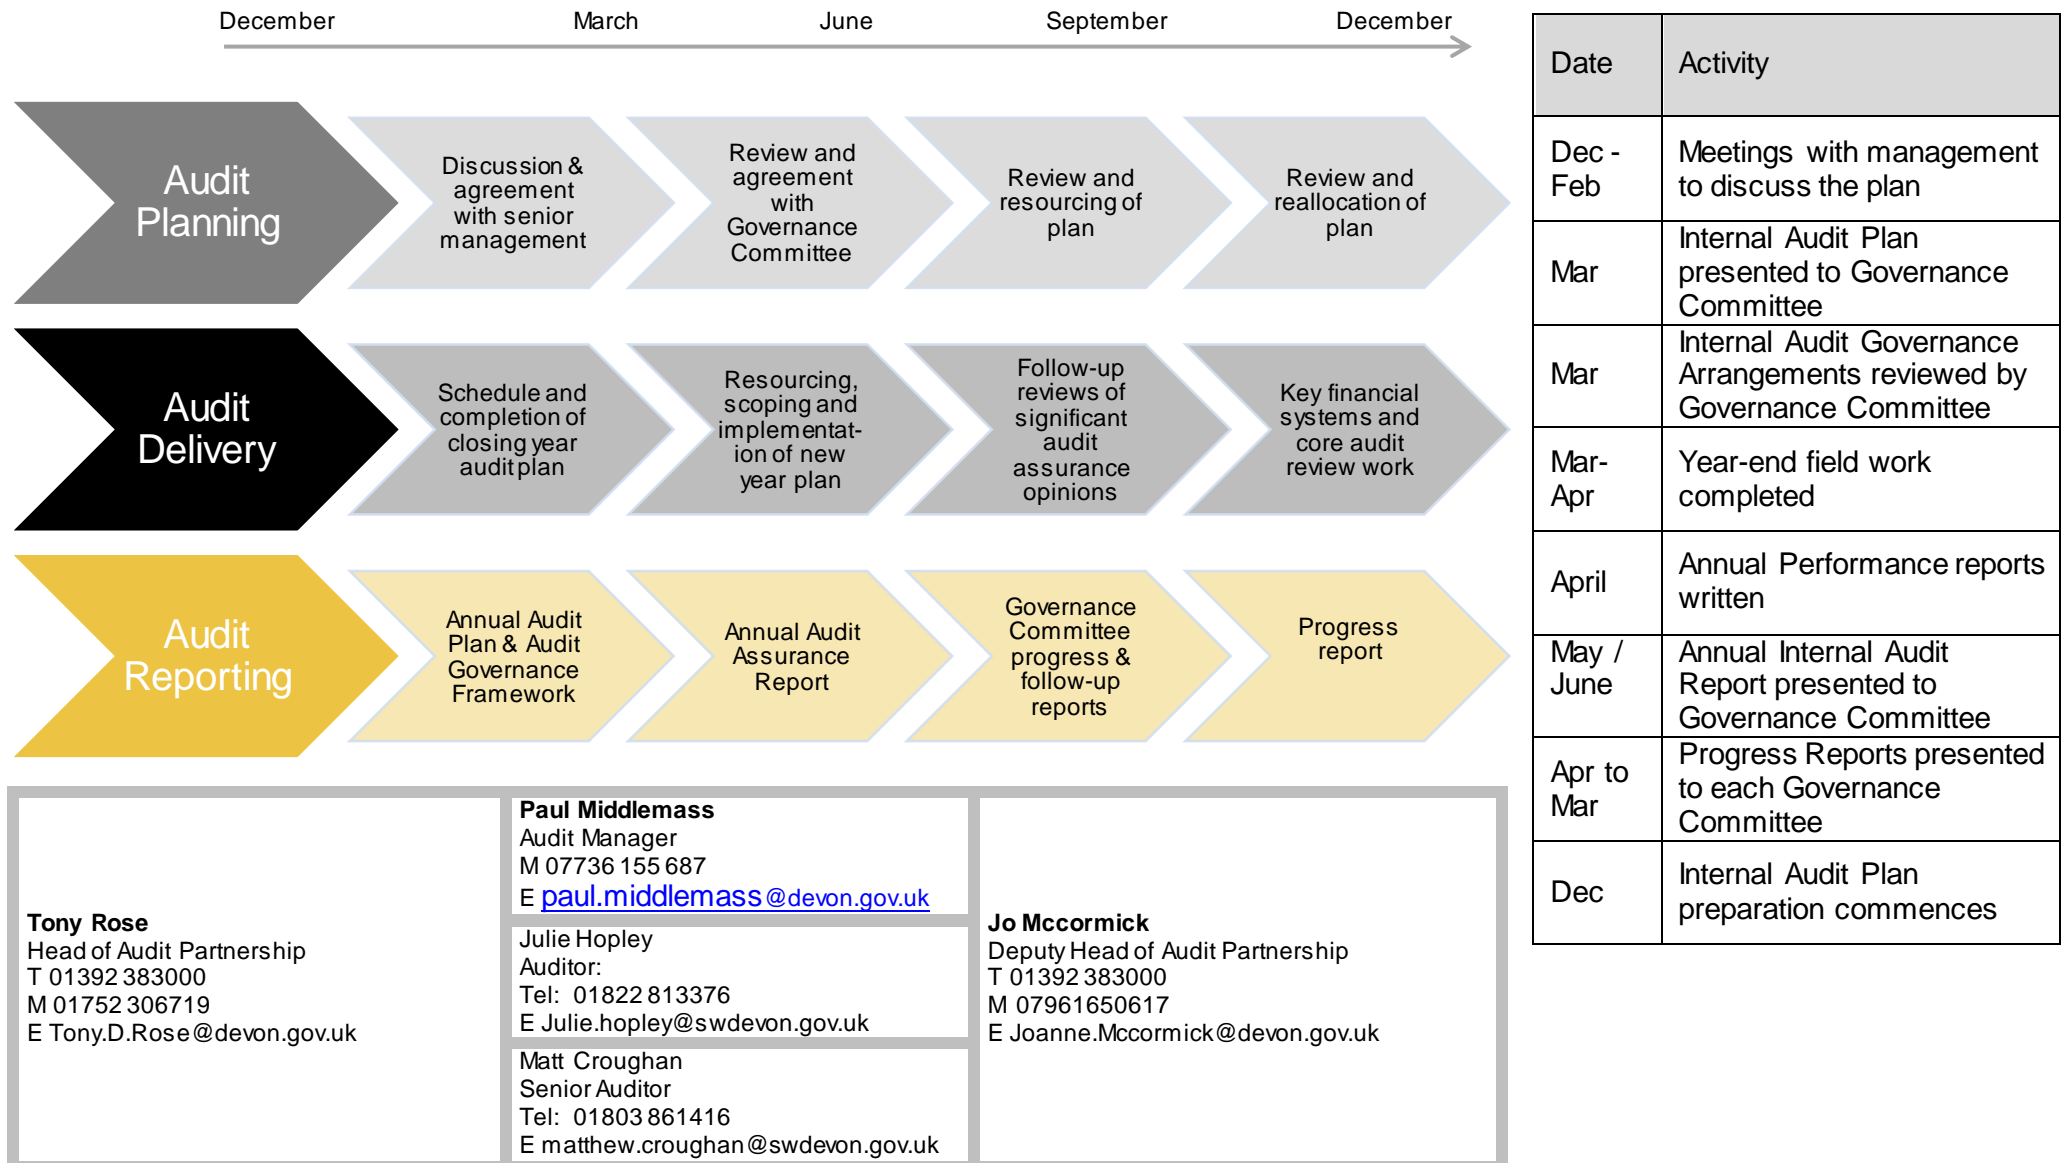 December March June September December
Audit
Planning
Discussion &
agreement
with senior
management
Review and
agreement
with
Governance
Committee
Review and
resourcing of
plan
Review and
reallocation of
plan
Audit
Delivery
Schedule and
completion of
closing year
audit plan
Resourcing,
scoping and
implementat-
ion of new
year plan
Follow-up
reviews of
significant
audit
assurance
opinions
Key financial
systems and
core audit
review work
Audit
Reporting
Annual Audit
Plan & Audit
Governance
Framework
Annual Audit
Assurance
Report
Governance
Committee
progress &
follow-up
reports
Progress
report
Tony Rose
Head of Audit Partnership
T 01392 383000
M 01752 306719
E Tony.D.Rose@devon.gov.uk
Paul Middlemass
Audit Manager
M 07736 155 687
E paul.middlemass@devon.gov.uk
Julie Hopley
Auditor:
Tel: 01822 813376
E Julie.hopley@swdevon.gov.uk
Matt Croughan
Senior Auditor
Tel: 01803 861416
E matthew.croughan@swdevon.gov.uk
Jo Mccormick
Deputy Head of Audit Partnership
T 01392 383000
M 07961650617
E Joanne.Mccormick@devon.gov.uk
Date Activity
Dec -
Feb
Meetings with management
to discuss the plan
Mar
Internal Audit Plan
presented to Governance
Committee
Mar
Internal Audit Governance
Arrangements reviewed by
Governance Committee
Mar-
Apr
Year-end field work
completed
April
Annual Performance reports
written
May /
June
Annual Internal Audit
Report presented to
Governance Committee
Apr to
Mar
Progress Reports presented
to each Governance
Committee
Dec
Internal Audit Plan
preparation commences